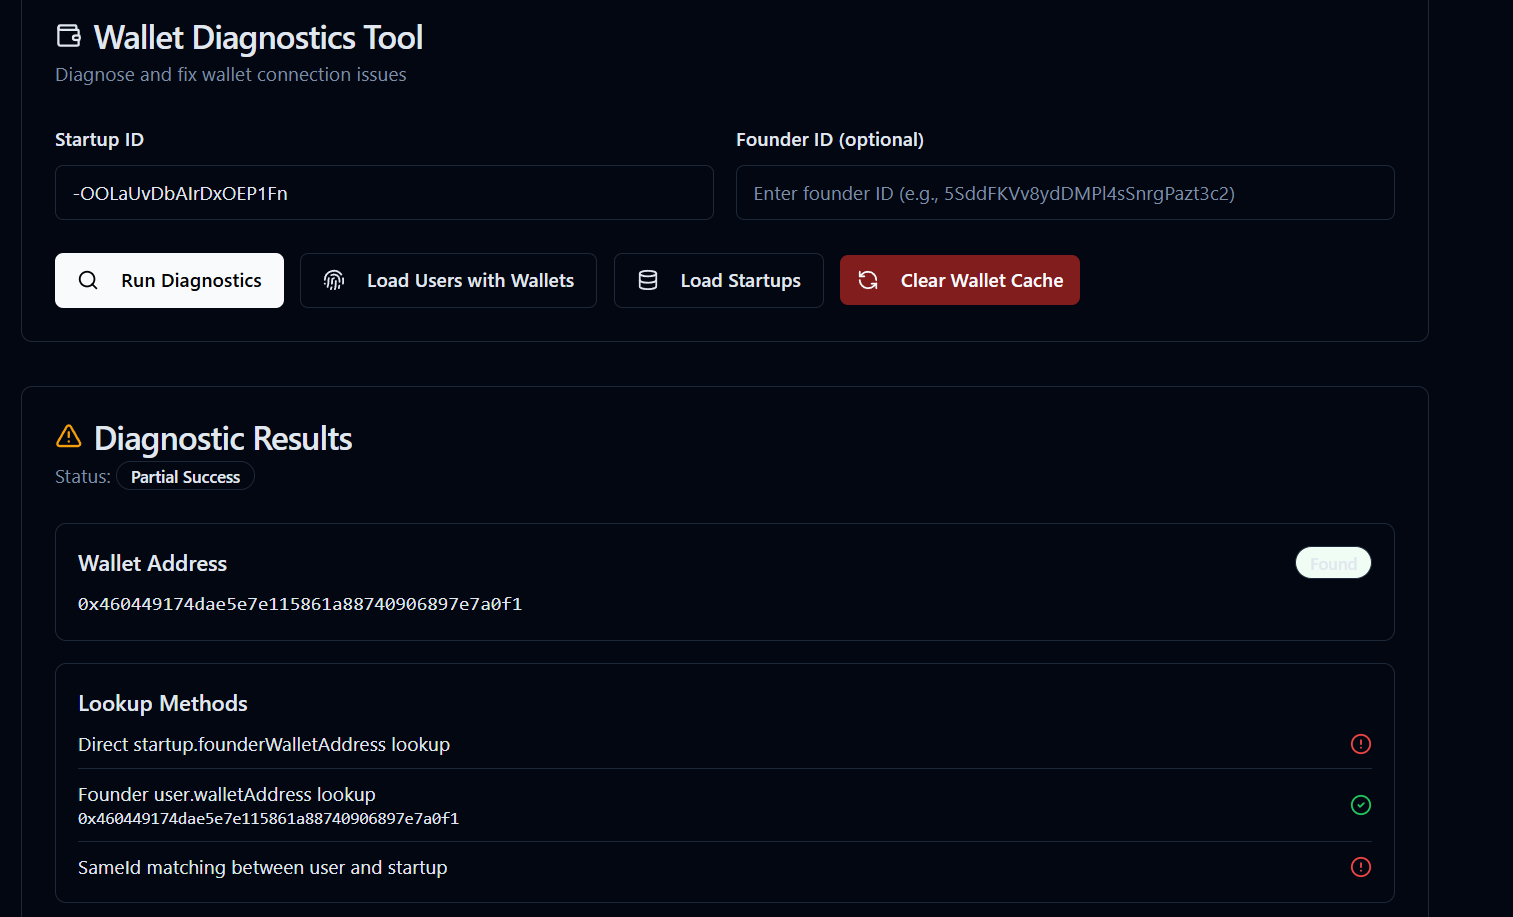 Wallet Diagnostics Tool
Diagnose and fix wallet connection issues
Startup ID
Founder ID (optional)
-OOLaUvDbAIrDxOEP1Fn
Enter founder ID (e.g., 5SddFKVv8ydDMPl4sSnrgPazt3c2)
Run Diagnostics
Load Users with Wallets
Load Startups
Clear Wallet Cache
Diagnostic Results
Status: Partial Success
Wallet Address
Found
0x460449174dae5e7e115861a88740906897e7a0f1
Lookup Methods
Direct startup.founderWalletAddress lookup
Founder user.walletAddress lookup
0x460449174dae5e7e115861a88740906897e7a0f1
SameId matching between user and startup